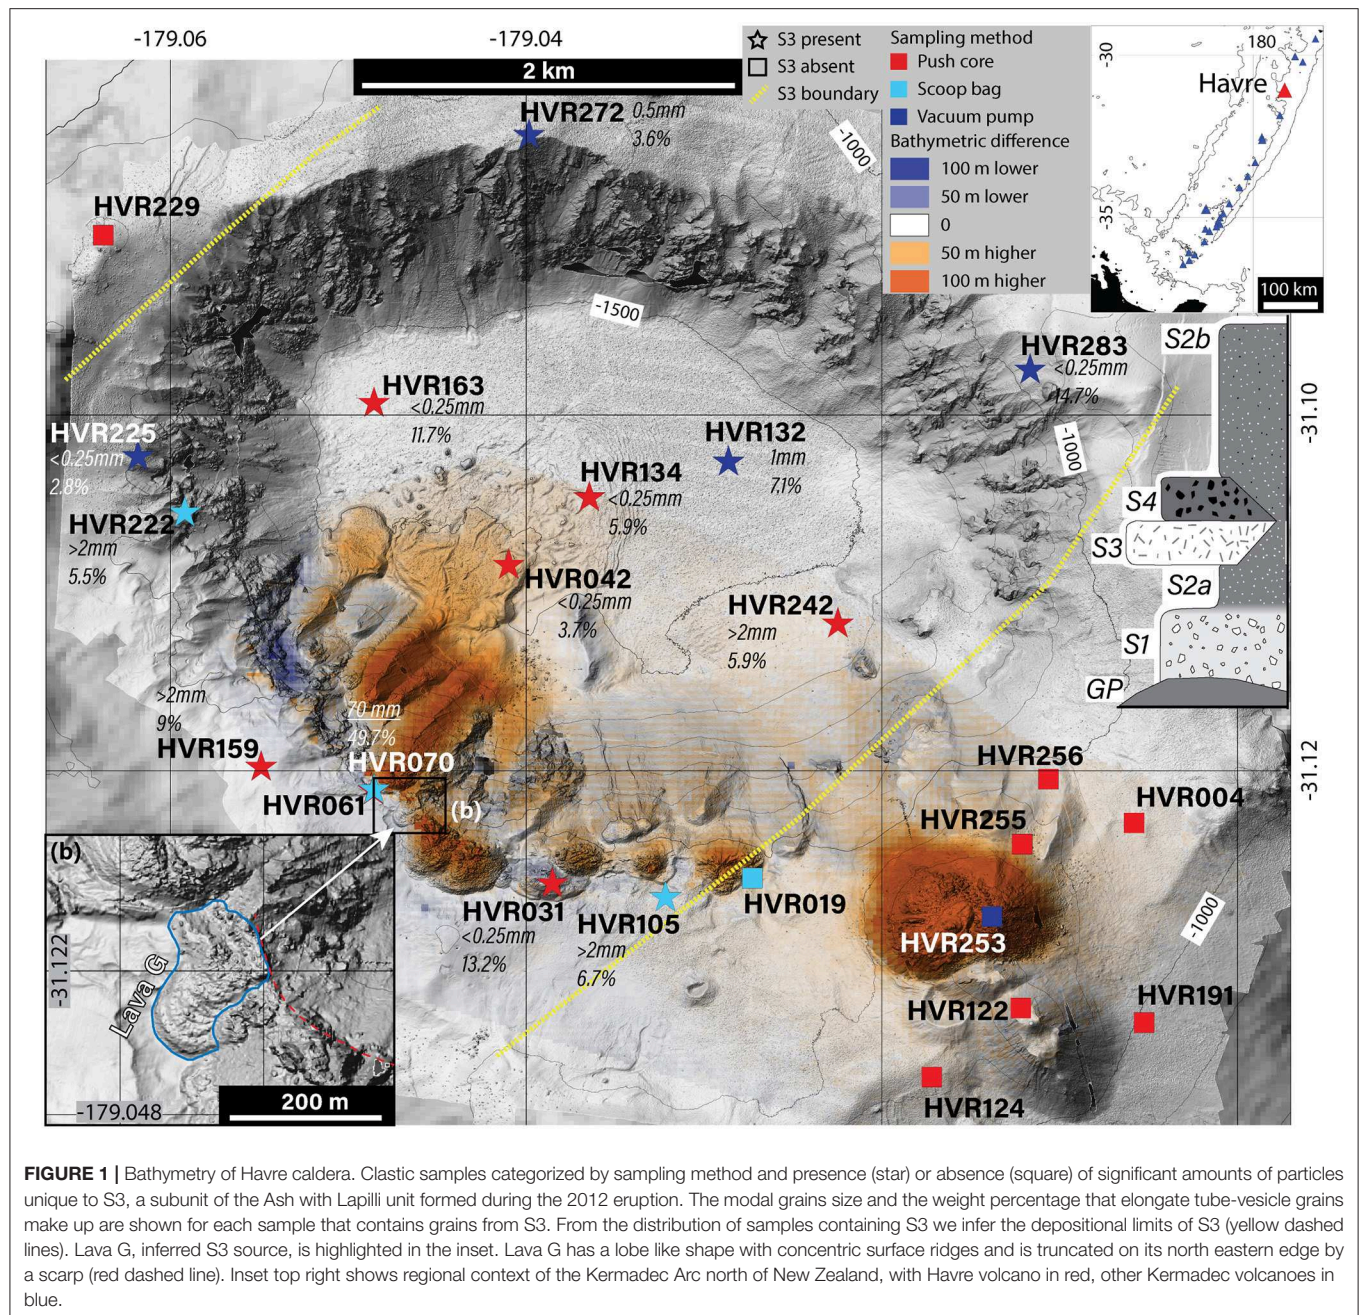 -179.06
-179.04
2 km
S3 present
S3 absent
S3 boundary
Sampling method
Push core
Scoop bag
Vacuum pump
Bathymetric difference
100 m lower
50 m lower
0
50 m higher
100 m higher
-30
180
Havre
-35
100 km
HVR272
0.5mm
3.6%
-1000
HVR229
-1500
HVR283
<0.25mm
14.7%
S2b
HVR163
<0.25mm
11.7%
-31.10
HVR225
<0.25mm
2.8%
HVR132
1mm
7.1%
-1000
HVR134
<0.25mm
5.9%
S4
HVR222
>2mm
5.5%
S3
HVR042
<0.25mm
3.7%
S2a
HVR242
>2mm
5.9%
S1
GP
>2mm
9%
HVR159
70 mm
49.7%
HVR070
HVR061
(b)
-31.12
HVR256
HVR004
HVR255
HVR031
<0.25mm
13.2%
HVR105
>2mm
6.7%
HVR019
HVR253
-1000
HVR122
HVR191
HVR124
(b)
-31.122
Lava G
-179.048
200 m
FIGURE 1 | Bathymetry of Havre caldera. Clastic samples categorized by sampling method and presence (star) or absence (square) of significant amounts of particles
unique to S3, a subunit of the Ash with Lapilli unit formed during the 2012 eruption. The modal grains size and the weight percentage that elongate tube-vesicle grains
make up are shown for each sample that contains grains from S3. From the distribution of samples containing S3 we infer the depositional limits of S3 (yellow dashed
lines). Lava G, inferred S3 source, is highlighted in the inset. Lava G has a lobe like shape with concentric surface ridges and is truncated on its north eastern edge by
a scarp (red dashed line). Inset top right shows regional context of the Kermadec Arc north of New Zealand, with Havre volcano in red, other Kermadec volcanoes in
blue.